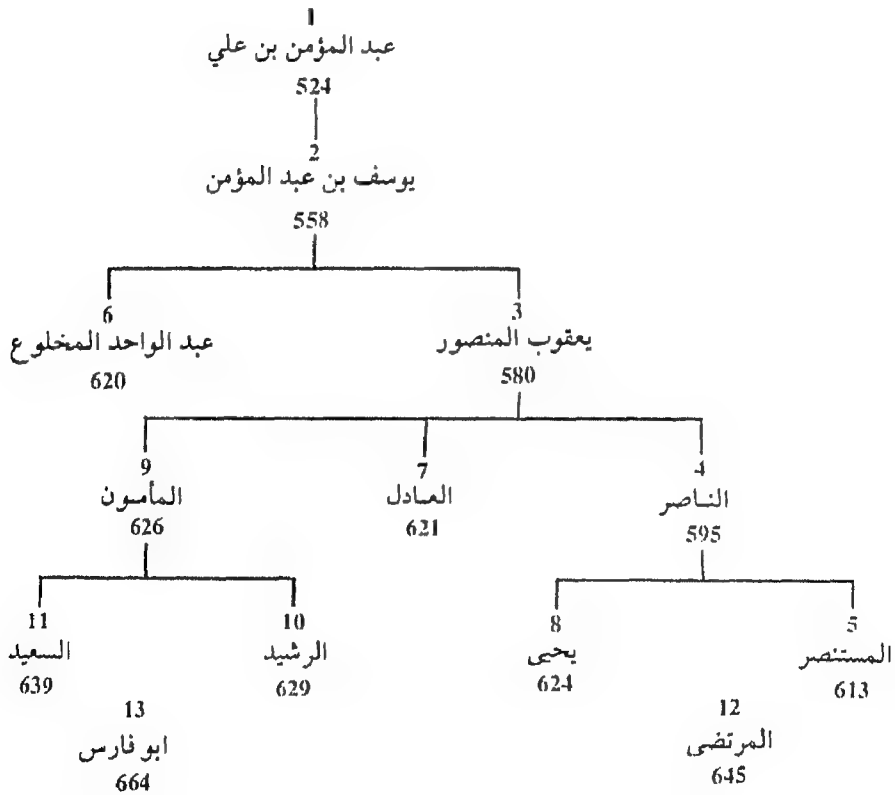 1
عبد المؤمن بن علي
524
2
يوسف بن عبد المؤمن
558
3
يعقوب المنصور
580
6
عبد الواحد المخلوع
620
4
الناصر
595
7
العادل
621
9
المأمون
626
5
المستنصر
613
8
يحيى
624
10
الرشيد
629
11
السعيد
639
12
المرتضى
645
13
ابو فارس
664